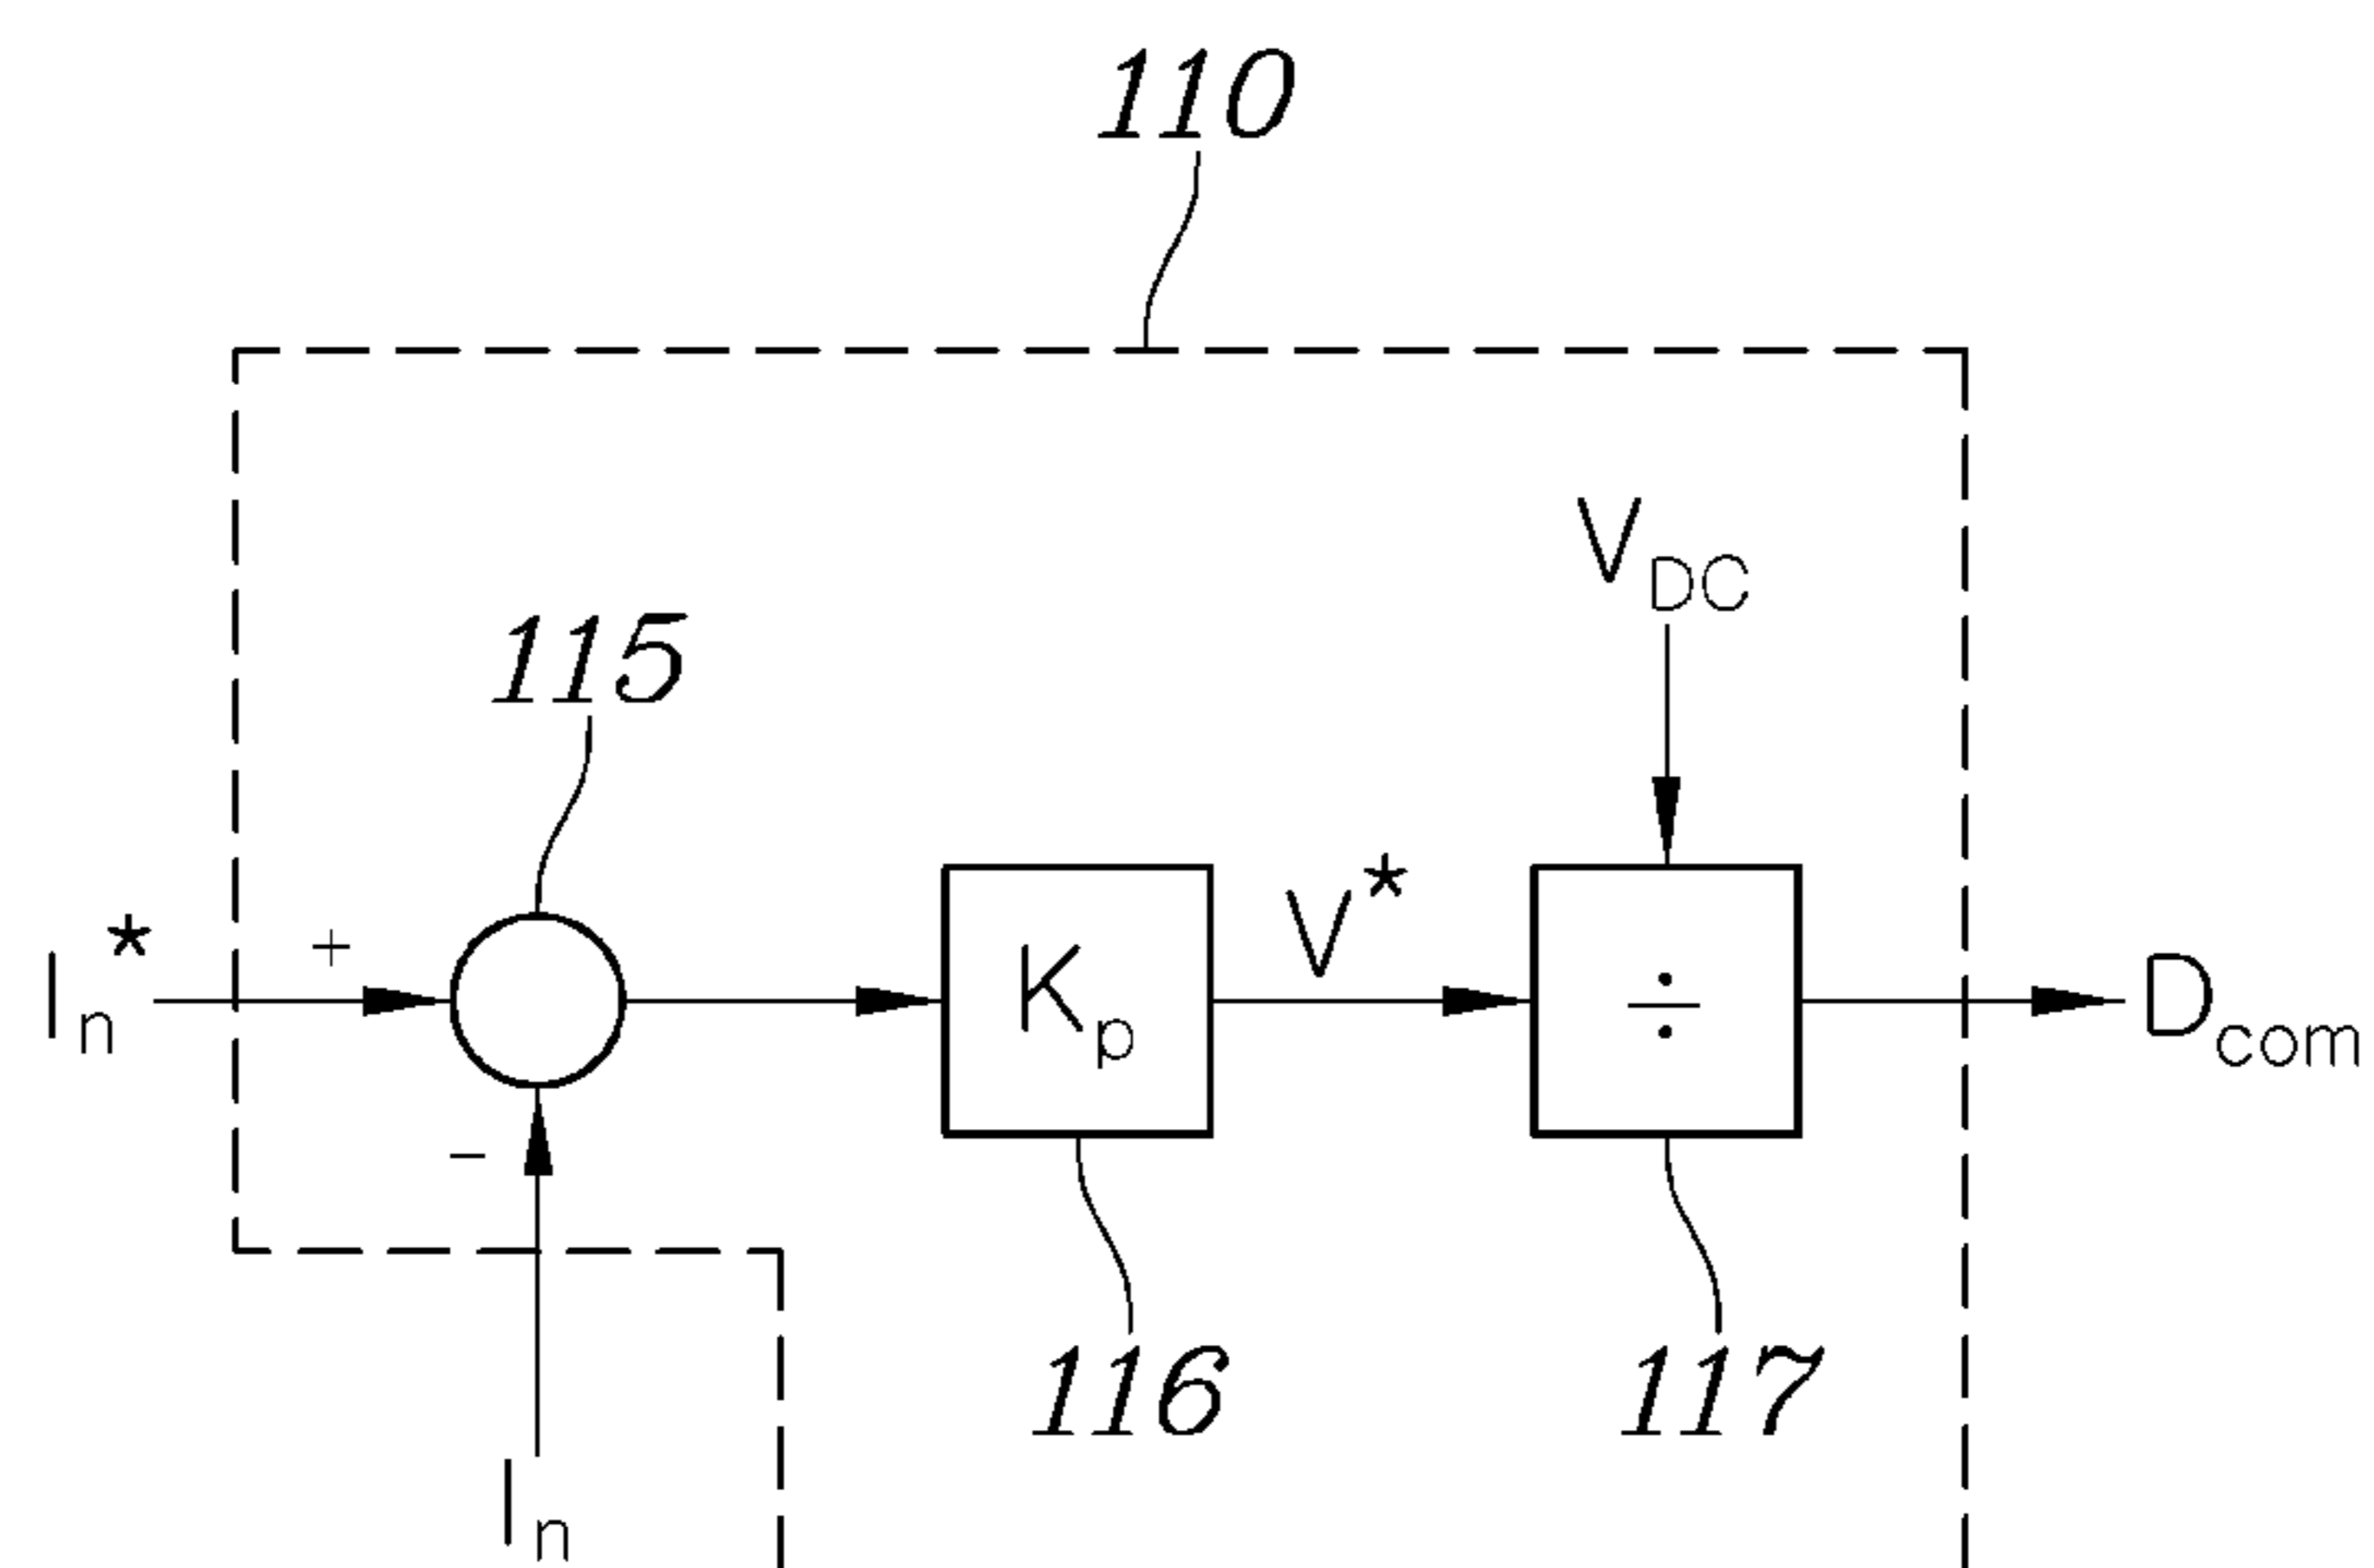 110
V_DC
115
I_n* + K_p V* ÷ D_com
-
116 117
I_n